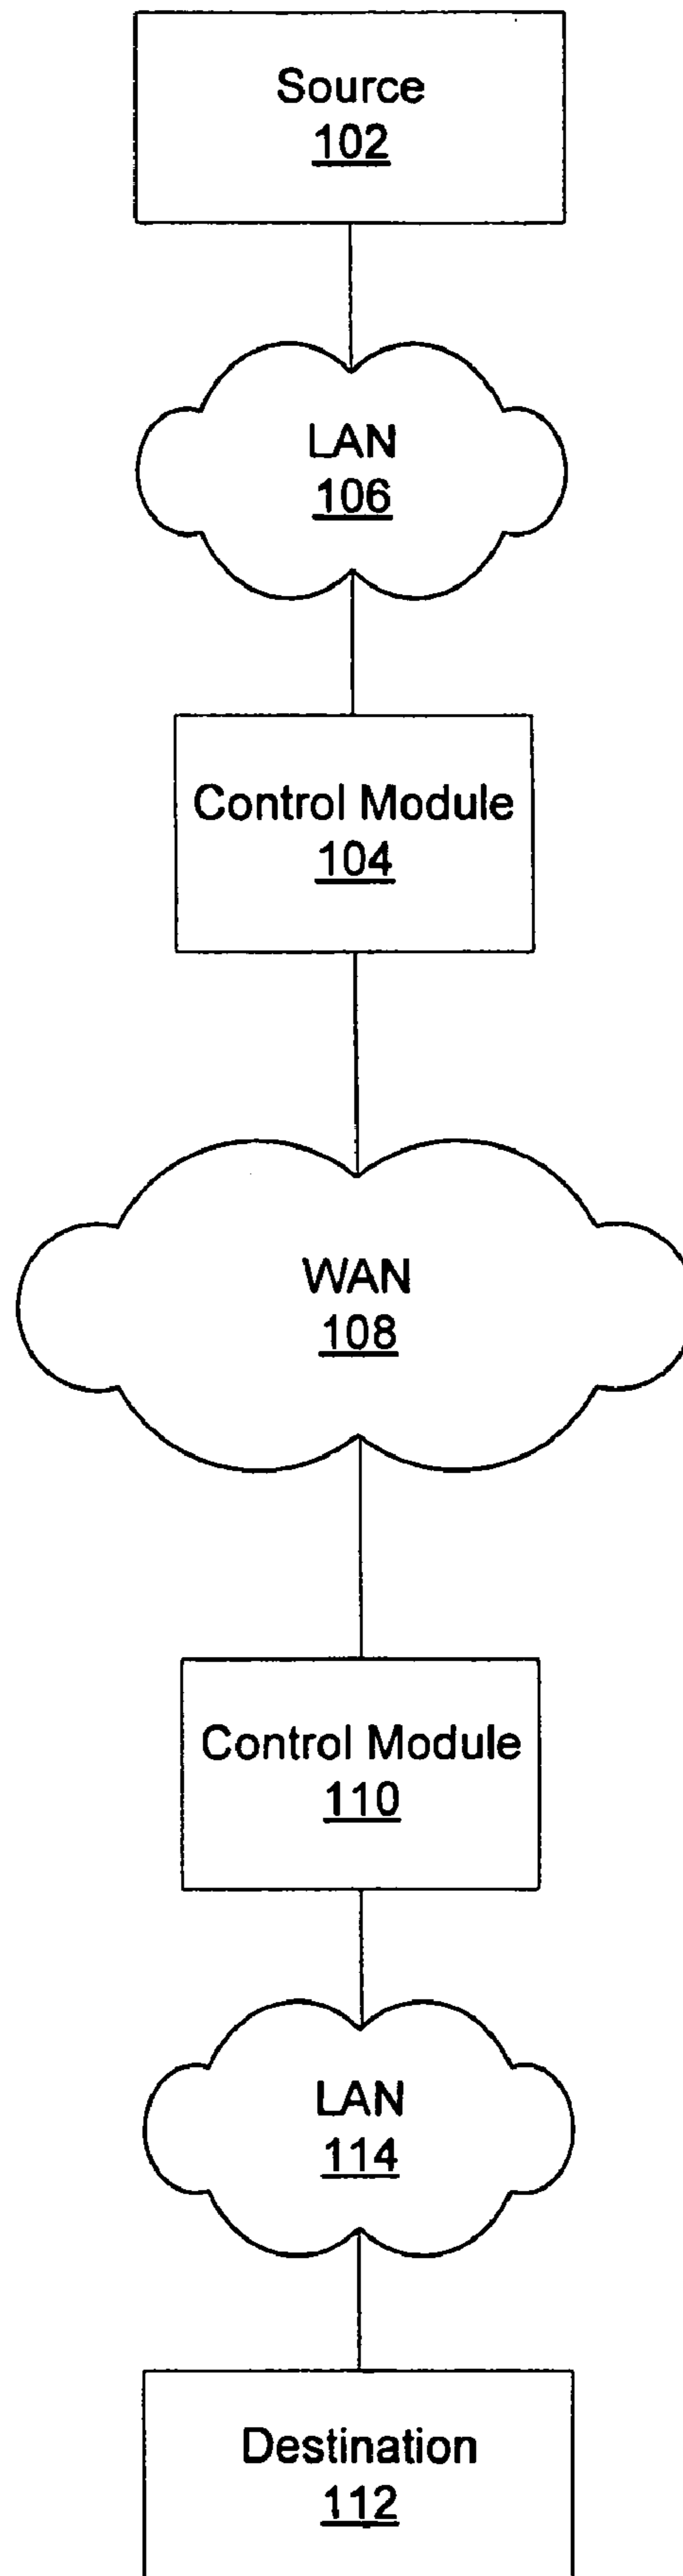 Source
102
LAN
106
Control Module
104
WAN
108
Control Module
110
LAN
114
Destination
112